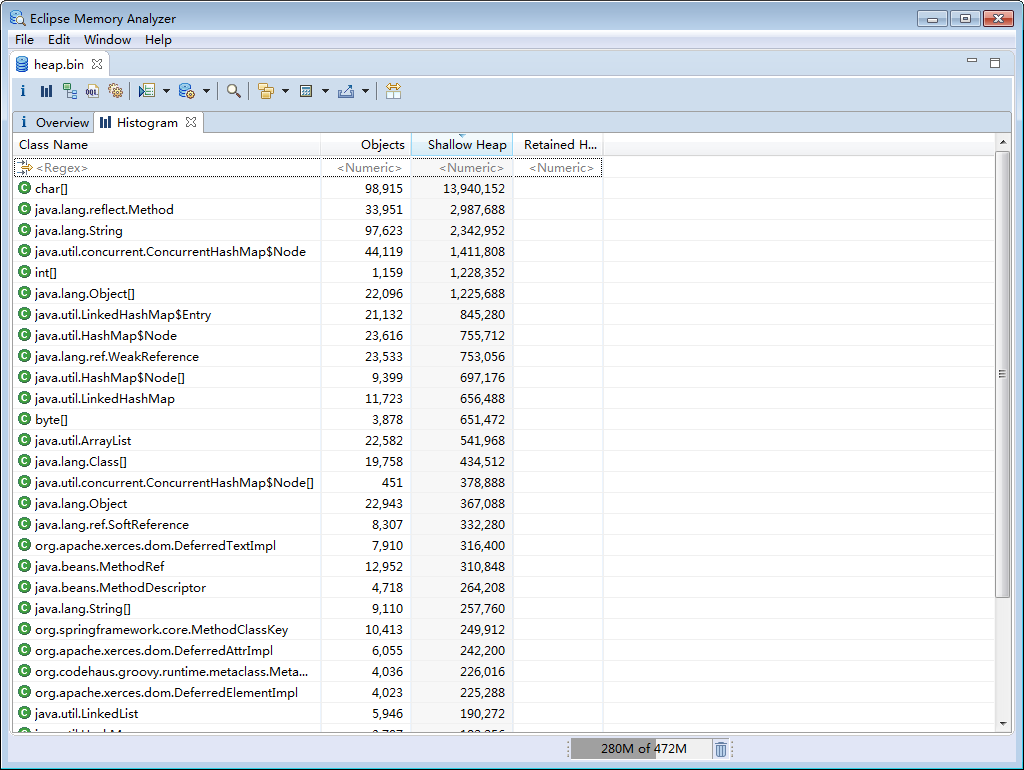 Eclipse Memory Analyzer
File Edit Window Help
heap.bin
i OQL
i Overview Histogram
Class Name Objects Shallow Heap Retained H...
<Regex> <Numeric> <Numeric> <Numeric>
C char[] 98,915 13,940,152
C java.lang.reflect.Method 33,951 2,987,688
C java.lang.String 97,623 2,342,952
C java.util.concurrent.ConcurrentHashMap$Node 44,119 1,411,808
C int[] 1,159 1,228,352
C java.lang.Object[] 22,096 1,225,688
C java.util.LinkedHashMap$Entry 21,132 845,280
C java.util.HashMap$Node 23,616 755,712
C java.lang.ref.WeakReference 23,533 753,056
C java.util.HashMap$Node[] 9,399 697,176
C java.util.LinkedHashMap 11,723 656,488
C byte[] 3,878 651,472
C java.util.ArrayList 22,582 541,968
C java.lang.Class[] 19,758 434,512
C java.util.concurrent.ConcurrentHashMap$Node[] 451 378,888
C java.lang.Object 22,943 367,088
C java.lang.ref.SoftReference 8,307 332,280
C org.apache.xerces.dom.DeferredTextImpl 7,910 316,400
C java.beans.MethodRef 12,952 310,848
C java.beans.MethodDescriptor 4,718 264,208
C java.lang.String[] 9,110 257,760
C org.springframework.core.MethodClassKey 10,413 249,912
C org.apache.xerces.dom.DeferredAttrImpl 6,055 242,200
C org.codehaus.groovy.runtime.metaclass.Meta... 4,036 226,016
C org.apache.xerces.dom.DeferredElementImpl 4,023 225,288
C java.util.LinkedList 5,946 190,272
280M of 472M